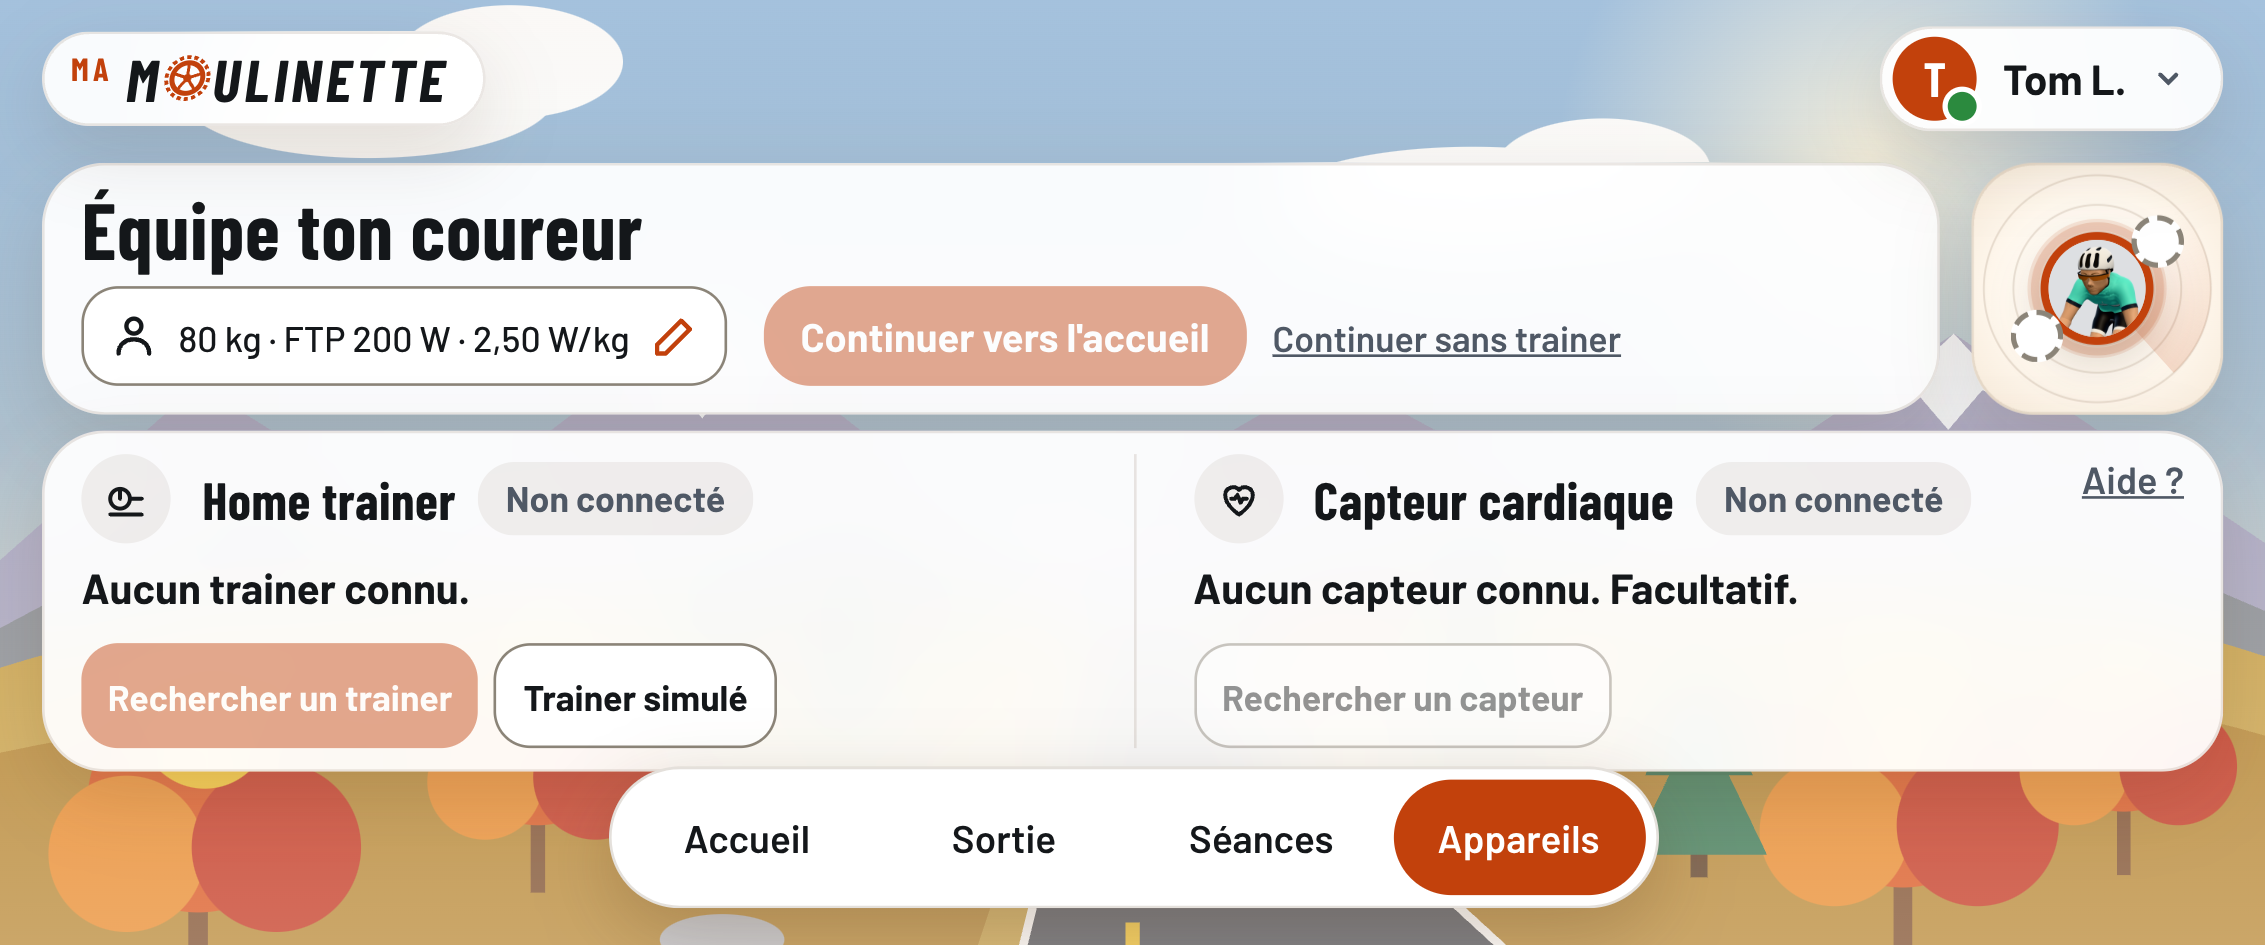 MA MOULINETTE
T
Tom L.
Équipe ton coureur
80 kg · FTP 200 W · 2,50 W/kg
Continuer vers l'accueil
Continuer sans trainer
Home trainer
Non connecté
Aucun trainer connu.
Rechercher un trainer
Trainer simulé
Capteur cardiaque
Non connecté
Aide ?
Aucun capteur connu. Facultatif.
Rechercher un capteur
Accueil
Sortie
Séances
Appareils